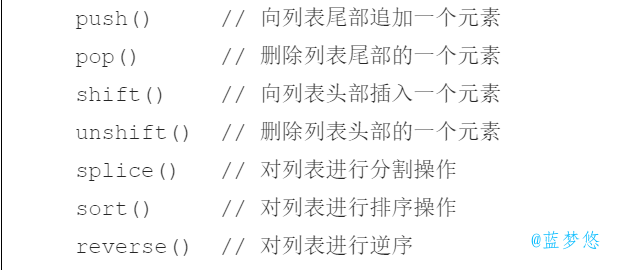 push() // 向列表尾部追加一个元素
pop() // 删除列表尾部的一个元素
shift() // 向列表头部插入一个元素
unshift() // 删除列表头部的一个元素
splice() // 对列表进行分割操作
sort() // 对列表进行排序操作
reverse() // 对列表进行逆序
@蓝梦悠